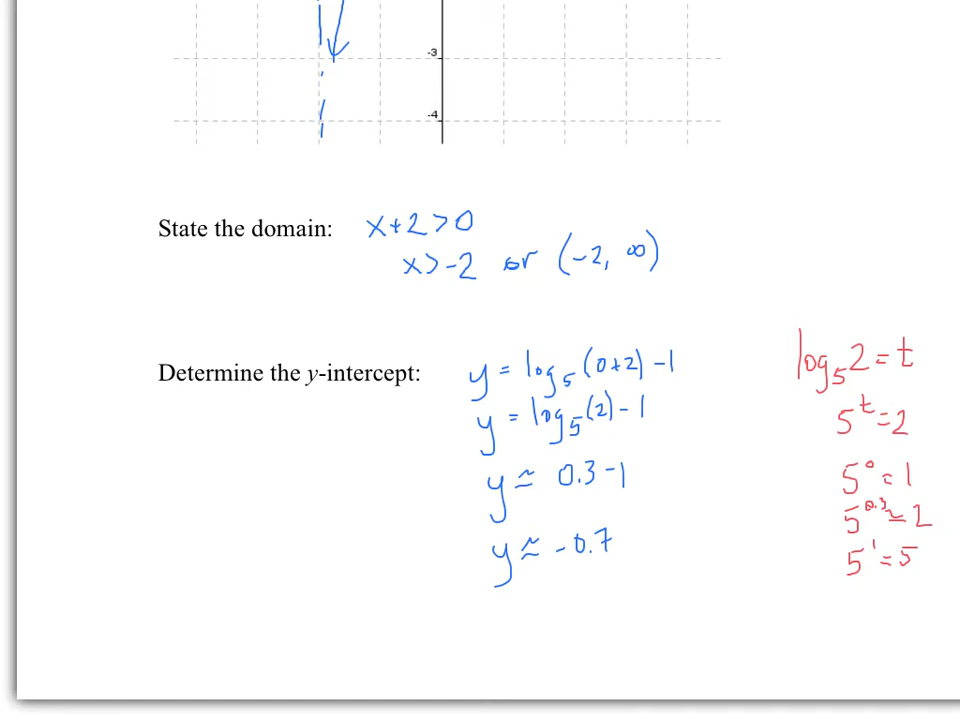 -3
-4
State the domain: x+2>0
x>-2 or (-2, ∞)
Determine the y-intercept: y = log₅(0+2) -1
y = log₅(2) - 1
y ≈ 0.3 -1
y ≈ -0.7
log₅2 = t
5ᵗ = 2
5⁰ = 1
5⁰·³ ≈ 2
5¹ = 5